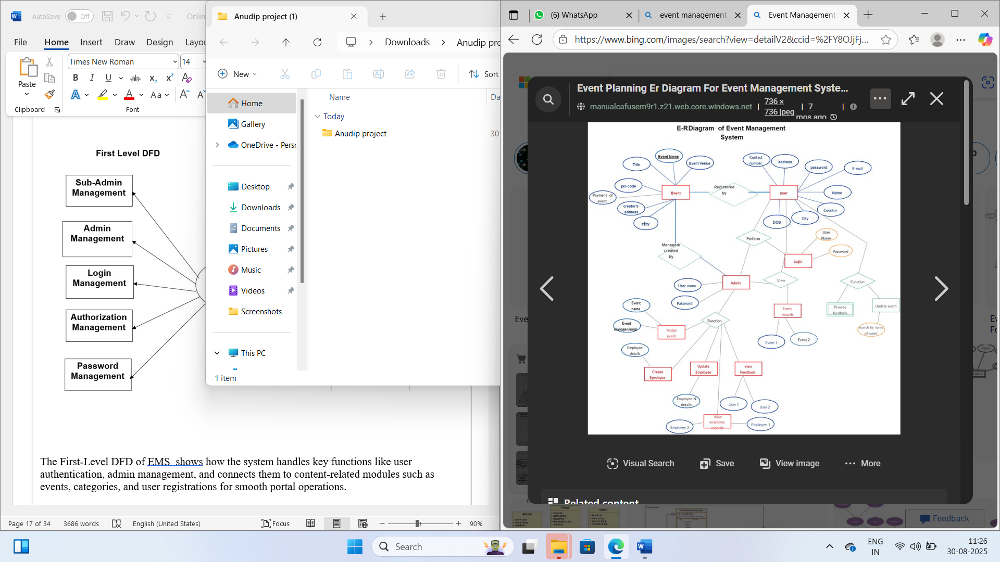 AutoSave
Off
Onlin
File
Home
Insert
Draw
Design
Layou
Times New Roman
14
Paste
Clipboard
Font
First Level DFD
Sub-Admin
Management
Admin
Management
Login
Management
Authorization
Management
Password
Management
The First-Level DFD of EMS shows how the system handles key functions like user
authentication, admin management, and connects them to content-related modules such as
events, categories, and user registrations for smooth portal operations.
Page 17 of 34
3686 words
English (United States)
Focus
90%
Anudip project (1)
Downloads
Anudip pro
New
Sort
Home
Gallery
OneDrive - Perso
Desktop
Downloads
Documents
Pictures
Music
Videos
Screenshots
This PC
1 item
Name
Da
Today
Anudip project
30-
(6) WhatsApp
event management
Event Management
https://www.bing.com/images/search?view=detailV2&ccid=%2FY8OJjFj...
Event Planning Er Diagram For Event Management Syste...
manualcafusem9r1.z21.web.core.windows.net
736 ×
736 jpeg
7
mos ago
E-RDiagram of Event Management
System
Event Name
Title
Event Venue
pin code
Payment of
event
creator's
address
city
Event
Registered
by
Contact
number
address
password
E-mail
user
Name
Country
City
DOB
Perform
User
Name
Password
Login
Managed/
created
by
Admin
User name
Password
View
Function
Event
records
Provide
feedback
Update event
search by name
of event
Event 1
Event 2
Event
name
Event
manager/empl
Assign
event
Function
Employee
details
Create
Epmloyee
Update
Employee
view
Feedback
Employee N
details
User 1
User 2
View
employee
records
Employee 2
Employee 1
Visual Search
Save
View image
More
Related content
Eve
Ev
Fo
Admin
Crews
Client
Feedback
Search
ENG
IN
11:26
30-08-2025